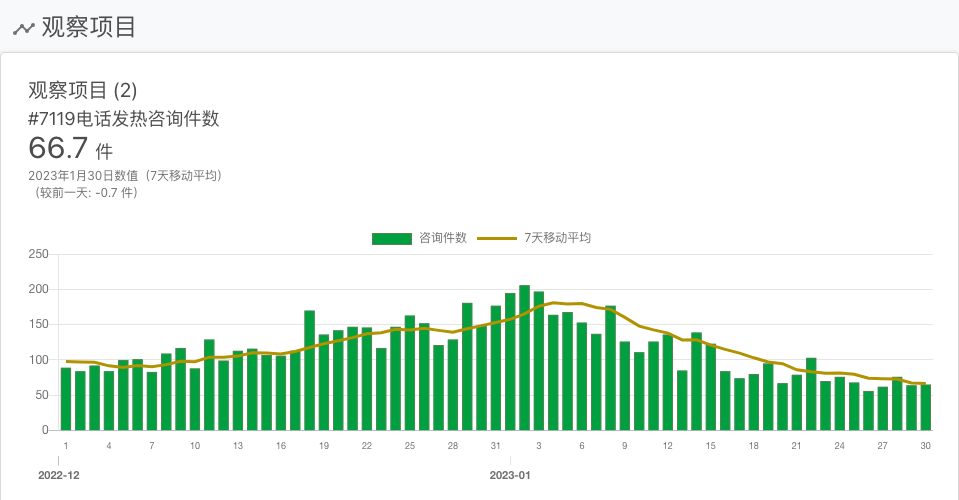 观察项目
观察项目 (2)
#7119电话发热咨询件数
66.7 件
2023年1月30日数值（7天移动平均）
（较前一天: -0.7 件）
咨询件数 7天移动平均
250
200
150
100
50
0
1 4 7 10 13 16 19 22 25 28 31 3 6 9 12 15 18 21 24 27 30
2022-12 2023-01